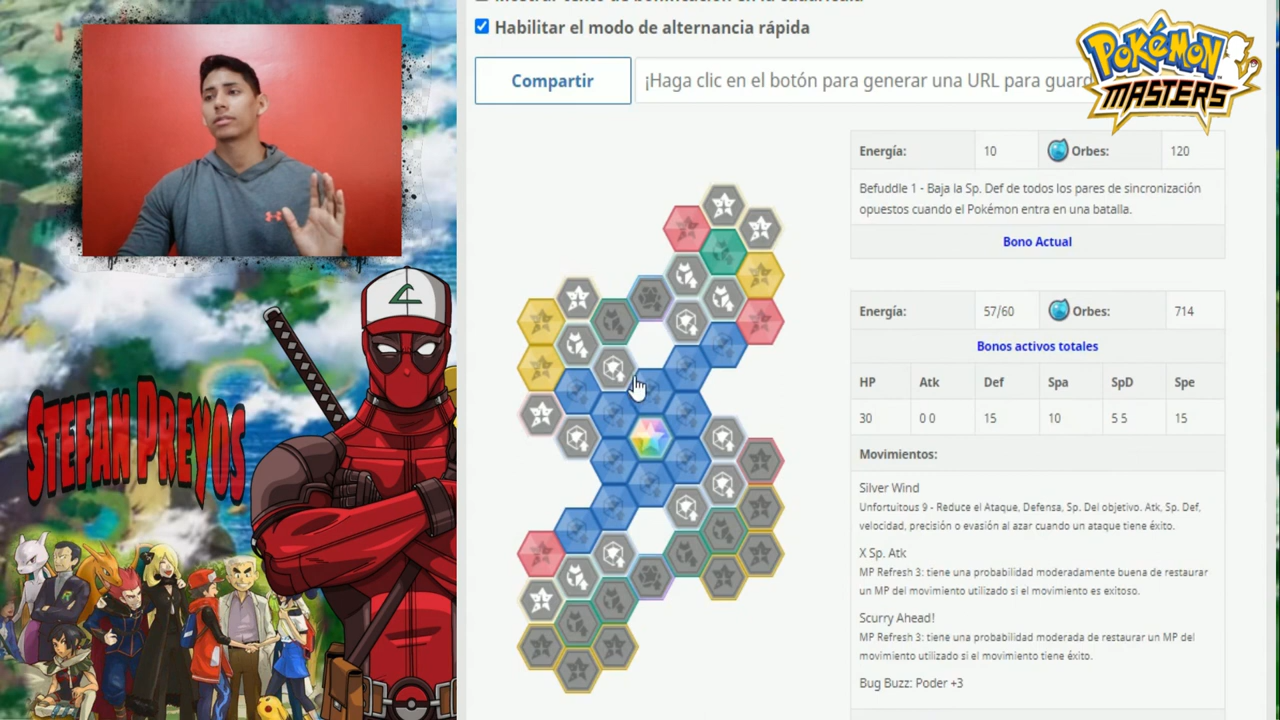 Habilitar el modo de alternancia rápida
Compartir
¡Haga clic en el botón para generar una URL para guar
POKéMON
MASTERS
Energía: 10 Orbes: 120
Befuddle 1 - Baja la Sp. Def de todos los pares de sincronización
opuestos cuando el Pokémon entra en una batalla.
Bono Actual
Energía: 57/60 Orbes: 714
Bonos activos totales
HP Atk Def Spa SpD Spe
30 0 0 15 10 5 5 15
Movimientos:
Silver Wind
Unfortuitous 9 - Reduce el Ataque, Defensa, Sp. Del objetivo. Atk, Sp. Def,
velocidad, precisión o evasión al azar cuando un ataque tiene éxito.
X Sp. Atk
MP Refresh 3: tiene una probabilidad moderadamente buena de restaurar
un MP del movimiento utilizado si el movimiento es exitoso.
Scurry Ahead!
MP Refresh 3: tiene una probabilidad moderada de restaurar un MP del
movimiento utilizado si el movimiento tiene éxito.
Bug Buzz: Poder +3
STEFAN PREYOS